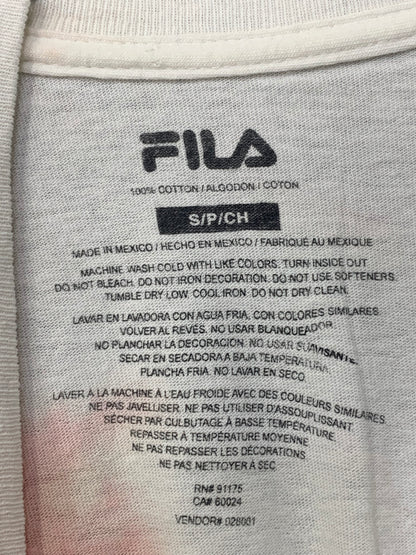 FILA
100% COTTON / ALGODON / COTON
S/P/CH
MADE IN MEXICO / HECHO EN MEXICO / FABRIQUÉ AU MEXIQUE
MACHINE WASH COLD WITH LIKE COLORS. TURN INSIDE OUT
DO NOT BLEACH. DO NOT IRON DECORATION. DO NOT USE SOFTENERS.
TUMBLE DRY LOW. COOL IRON. DO NOT DRY CLEAN.
LAVAR EN LAVADORA CON AGUA FRIA, CON COLORES SIMILARES.
VOLVER AL REVÉS. NO USAR BLANQUEADOR.
NO PLANCHAR LA DECORACION. NO USAR SUAVISANTE.
SECAR EN SECADORA A BAJA TEMPERATURA.
PLANCHA FRIA. NO LAVAR EN SECO.
LAVER À LA MACHINE À L'EAU FROIDE AVEC DES COULEURS SIMILAIRES
NE PAS JAVELLISER. NE PAS UTILISER D'ASSOUPLISSANT
SÉCHER PAR CULBUTAGE À BASSE TEMPÉRATURE.
REPASSER À TEMPÉRATURE MOYENNE
NE PAS REPASSER LES DÉCORATIONS.
NE PAS NETTOYER À SEC
RN# 91175
CA# 60024
VENDOR# 026001